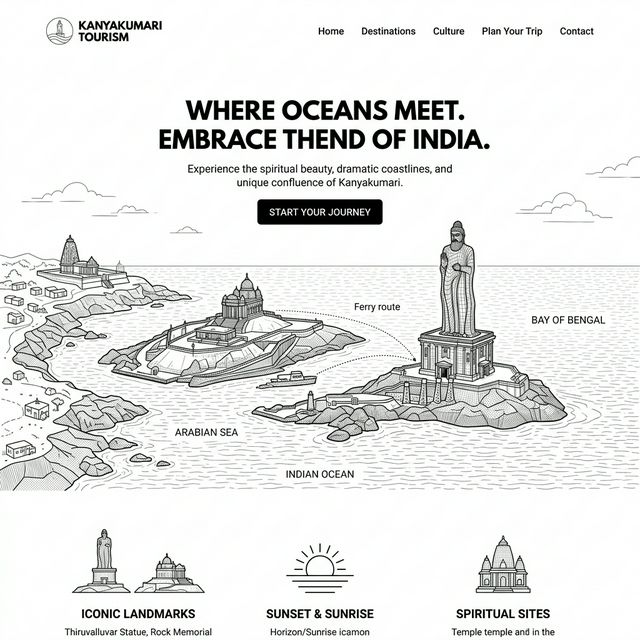 KANYAKUMARI
TOURISM
Home Destinations Culture Plan Your Trip Contact
WHERE OCEANS MEET.
EMBRACE THEND OF INDIA.
Experience the spiritual beauty, dramatic coastlines, and
unique confluence of Kanyakumari.
START YOUR JOURNEY
Ferry route
BAY OF BENGAL
ARABIAN SEA
INDIAN OCEAN
ICONIC LANDMARKS
Thiruvalluvar Statue, Rock Memorial
SUNSET & SUNRISE
Horizon/Sunrise icamon
SPIRITUAL SITES
Temple temple and in the